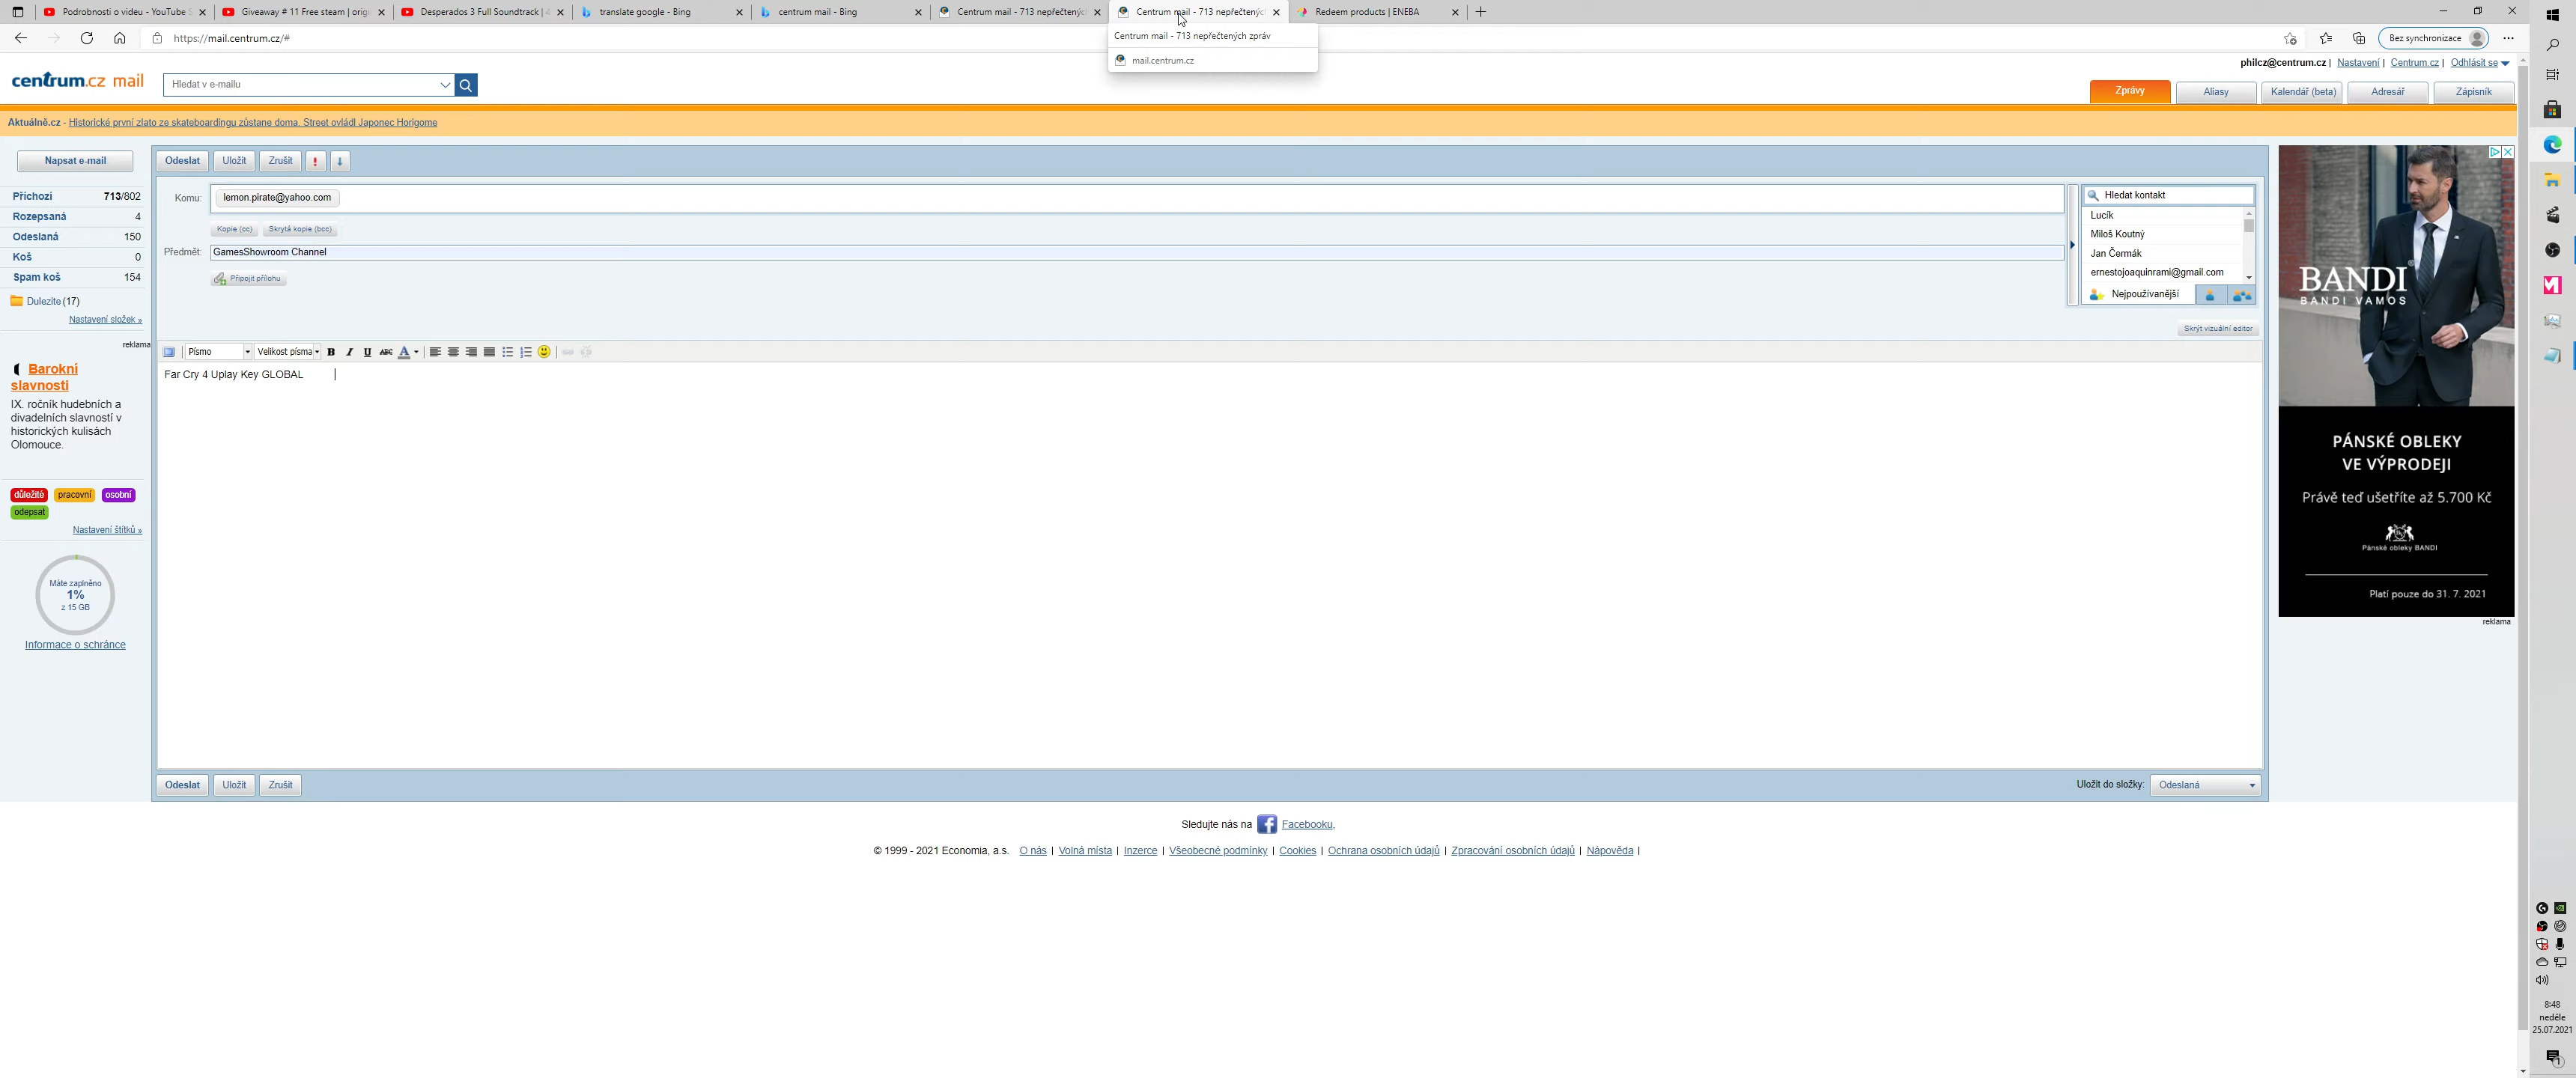 Podrobnosti o videu - YouTube S
Giveaway # 11 Free steam | orig
Desperados 3 Full Soundtrack |
translate google - Bing
centrum mail - Bing
Centrum mail - 713 nepřečtených
Centrum mail - 713 nepřečtených
Redeem products | ENEBA
https://mail.centrum.cz/#
Bez synchronizace
Centrum mail - 713 nepřečtených zpráv
mail.centrum.cz
centrum.cz mail
Hledat v e-mailu
philcz@centrum.cz | Nastavení | Centrum.cz | Odhlásit se
Zprávy
Aliasy
Kalendář (beta)
Adresář
Zápisník
Aktuálně.cz - Historické první zlato ze skateboardingu zůstane doma. Street ovládl Japonec Horigome
Napsat e-mail
Odeslat
Uložit
Zrušit
Příchozí 713/802
Rozepsaná 4
Odeslaná 150
Koš 0
Spam koš 154
Dulezite (17)
Nastavení složek »
reklama
Barokní
slavnosti
IX. ročník hudebních a
divadelních slavností v
historických kulisách
Olomouce.
důležité
pracovní
osobní
odepsat
Nastavení štítků »
Máte zaplněno
1%
z 15 GB
Informace o schránce
Komu: lemon.pirate@yahoo.com
Kopie (cc)
Skrytá kopie (bcc)
Předmět: GamesShowroom Channel
Připojit přílohu
Hledat kontakt
Lucík
Miloš Koutný
Jan Čermák
ernestojoaquinrami@gmail.com
Nejpoužívanější
Skrýt vizuální editor
Písmo
Velikost písma
B I U ABC A
Far Cry 4 Uplay Key GLOBAL
Odeslat
Uložit
Zrušit
Uložit do složky: Odeslaná
BANDI®
BANDI VAMOS
PÁNSKÉ OBLEKY
VE VÝPRODEJI
Právě teď ušetříte až 5.700 Kč
Pánské obleky BANDI
Platí pouze do 31. 7. 2021
reklama
Sledujte nás na Facebooku.
© 1999 - 2021 Economia, a.s. O nás | Volná místa | Inzerce | Všeobecné podmínky | Cookies | Ochrana osobních údajů | Zpracování osobních údajů | Nápověda |
8:48
neděle
25.07.2021
1